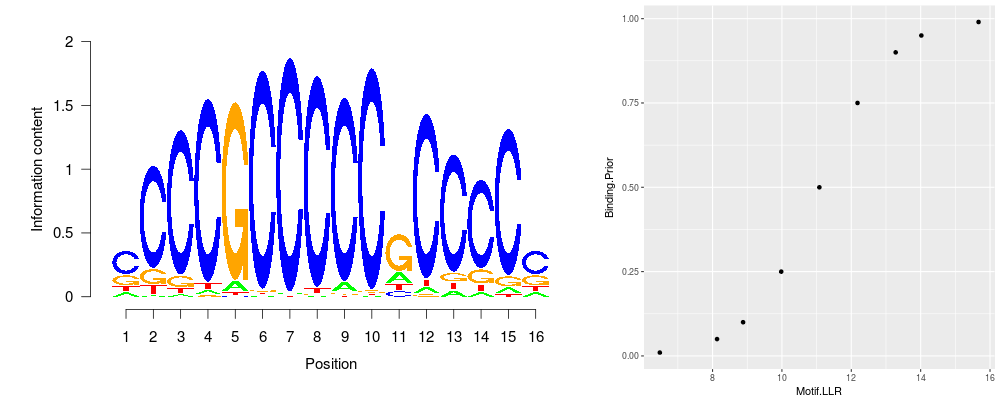 2
1.5
1
0.5
0
Information content
C C C C G C C C C C G C C C C C
1 2 3 4 5 6 7 8 9 10 11 12 13 14 15 16
Position
1.00
0.75
0.50
0.25
0.00
Binding.Prior
8 10 12 14 16
Motif.LLR